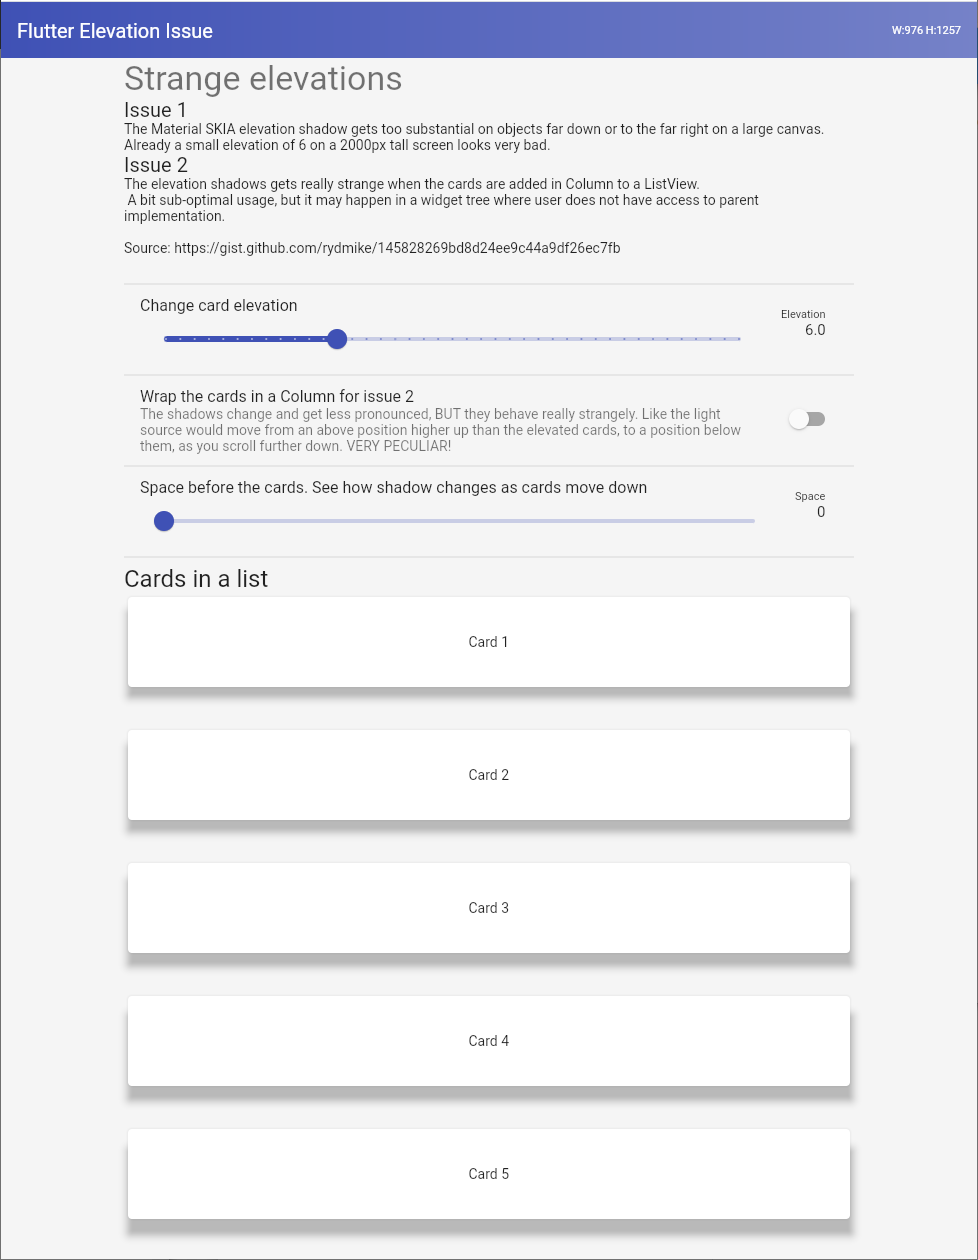 Flutter Elevation Issue
W:976 H:1257
Strange elevations
Issue 1
The Material SKIA elevation shadow gets too substantial on objects far down or to the far right on a large canvas.
Already a small elevation of 6 on a 2000px tall screen looks very bad.
Issue 2
The elevation shadows gets really strange when the cards are added in Column to a ListView.
A bit sub-optimal usage, but it may happen in a widget tree where user does not have access to parent
implementation.
Source: https://gist.github.com/rydmike/145828269bd8d24ee9c44a9df26ec7fb
Change card elevation
Elevation
6.0
Wrap the cards in a Column for issue 2
The shadows change and get less pronounced, BUT they behave really strangely. Like the light
source would move from an above position higher up than the elevated cards, to a position below
them, as you scroll further down. VERY PECULIAR!
Space before the cards. See how shadow changes as cards move down
Space
0
Cards in a list
Card 1
Card 2
Card 3
Card 4
Card 5